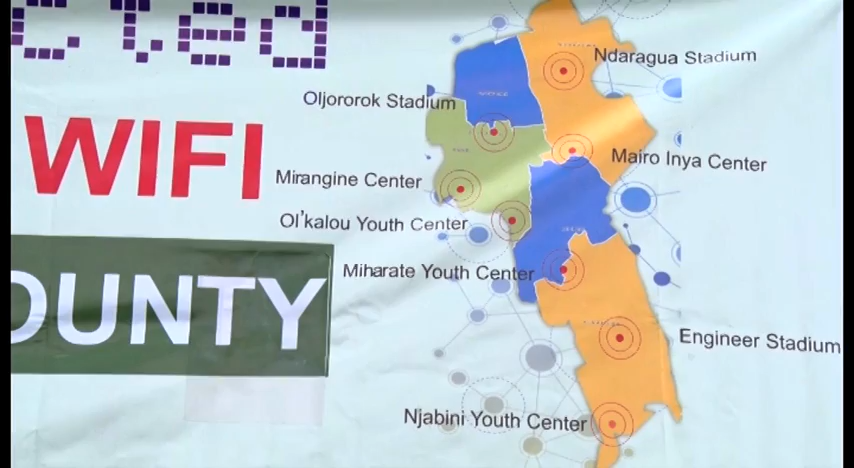 cted
WIFI
OUNTY
Ndaragua Stadium
Oljororok Stadium
Mairo Inya Center
Mirangine Center
Ol'kalou Youth Center
Miharate Youth Center
Engineer Stadium
Njabini Youth Center